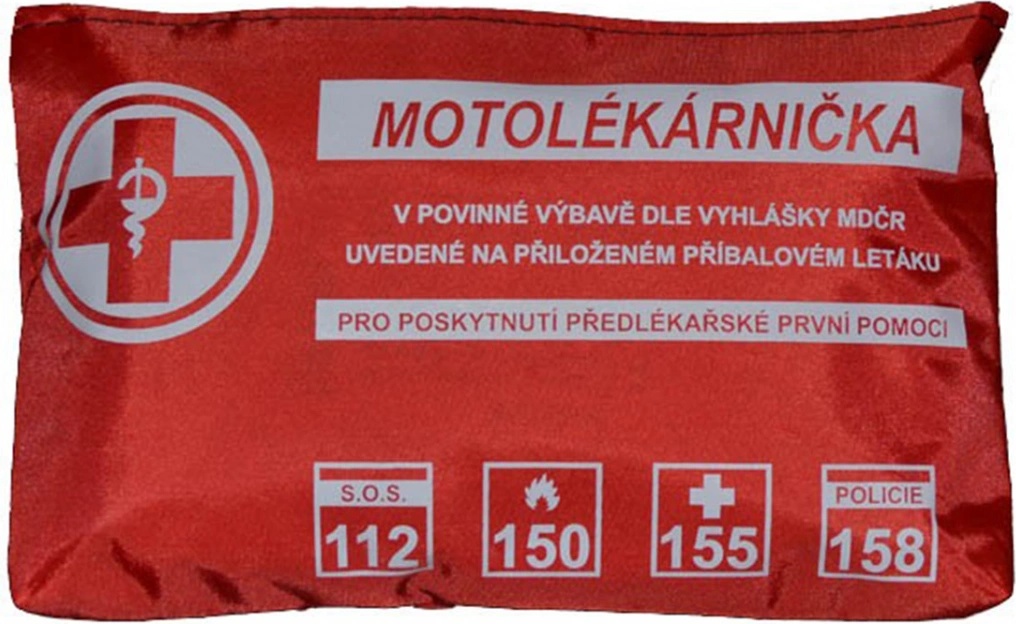 MOTOLÉKÁRNIČKA
V POVINNÉ VÝBAVĚ DLE VYHLÁŠKY MDČR
UVEDENÉ NA PŘILOŽENÉM PŘÍBALOVÉM LETÁKU
PRO POSKYTNUTÍ PŘEDLÉKAŘSKÉ PRVNÍ POMOCI
S.O.S.
112
150
155
POLICIE
158